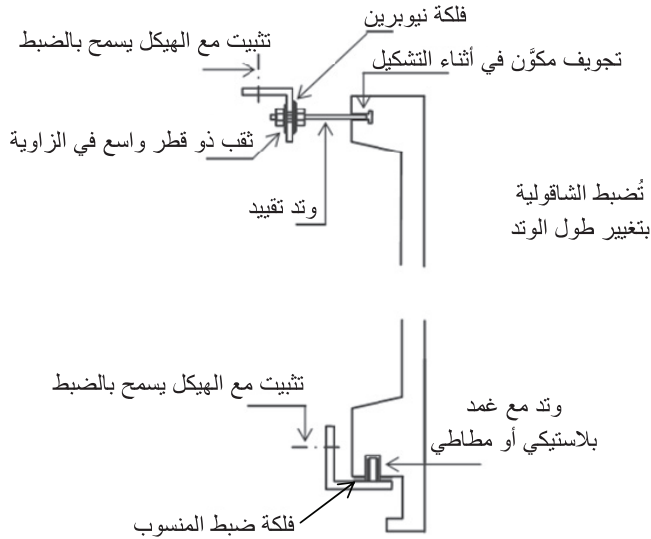 فلكة نيوبرين
تثبيت مع الهيكل يسمح بالضبط
تجويف مكوَّن في أثناء التشكيل
ثقب ذو قطر واسع في الزاوية
وتد تقييد
تُضبط الشاقولية
بتغيير طول الوتد
تثبيت مع الهيكل يسمح بالضبط
وتد مع غمد
بلاستيكي أو مطاطي
فلكة ضبط المنسوب